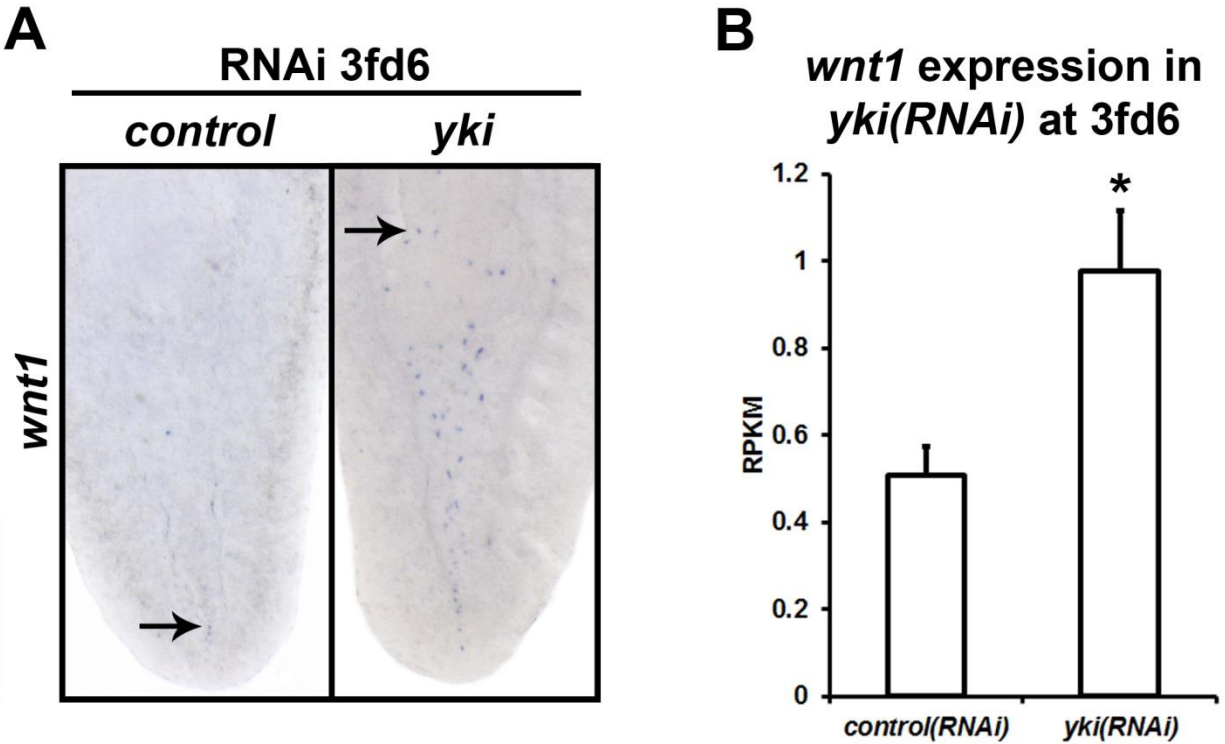 A
RNAi 3fd6
control
yki
wnt1
B
wnt1 expression in
yki(RNAi) at 3fd6
1.2
1
0.8
0.6
0.4
0.2
0
RPKM
*
control(RNAi)
yki(RNAi)